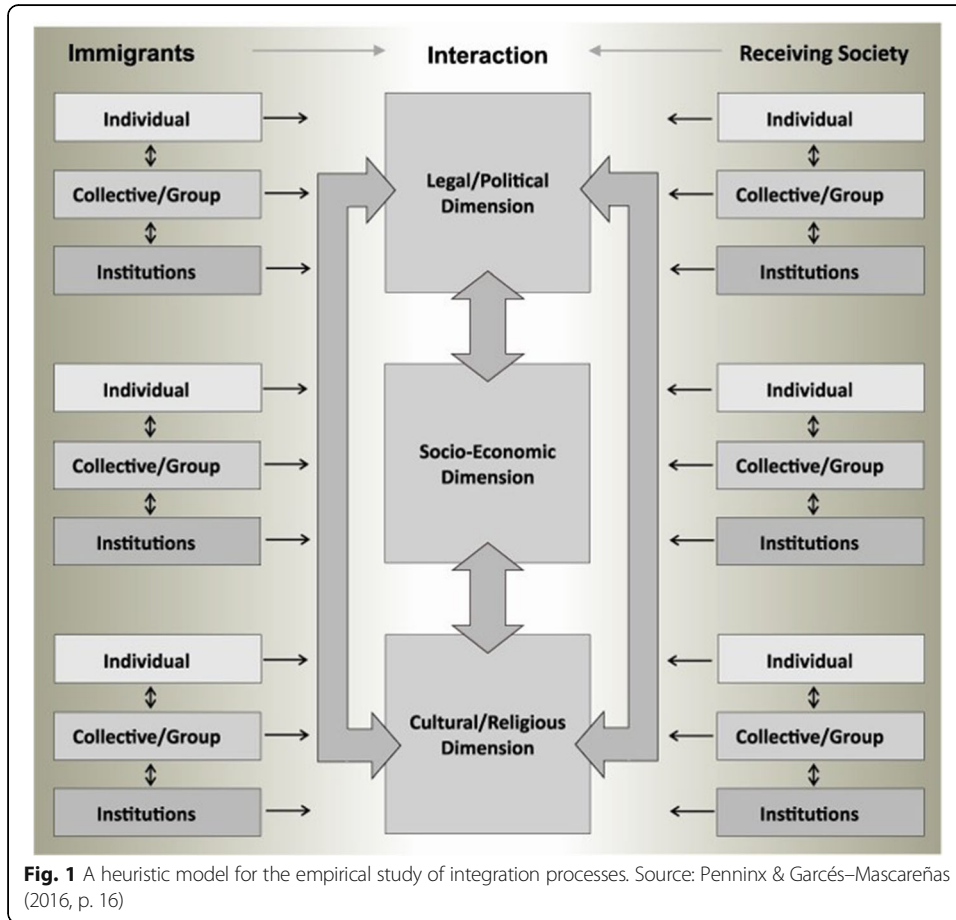 Immigrants
Interaction
Receiving Society
Individual
Collective/Group
Institutions
Legal/Political
Dimension
Individual
Collective/Group
Institutions
Individual
Collective/Group
Institutions
Socio-Economic
Dimension
Individual
Collective/Group
Institutions
Individual
Collective/Group
Institutions
Cultural/Religious
Dimension
Individual
Collective/Group
Institutions
Fig. 1 A heuristic model for the empirical study of integration processes. Source: Penninx & Garcés–Mascareñas
(2016, p. 16)